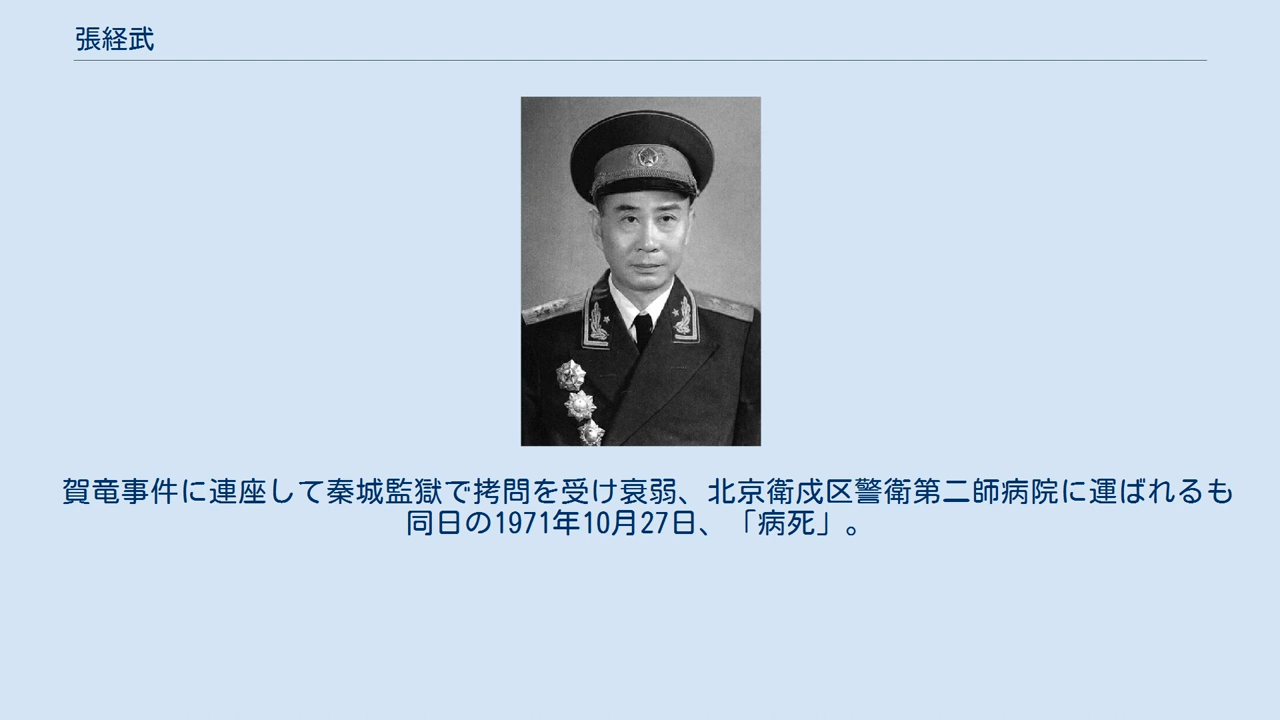 張経武
賀竜事件に連座して秦城監獄で拷問を受け衰弱、北京衛戍区警衛第二師病院に運ばれるも
同日の1971年10月27日、「病死」。